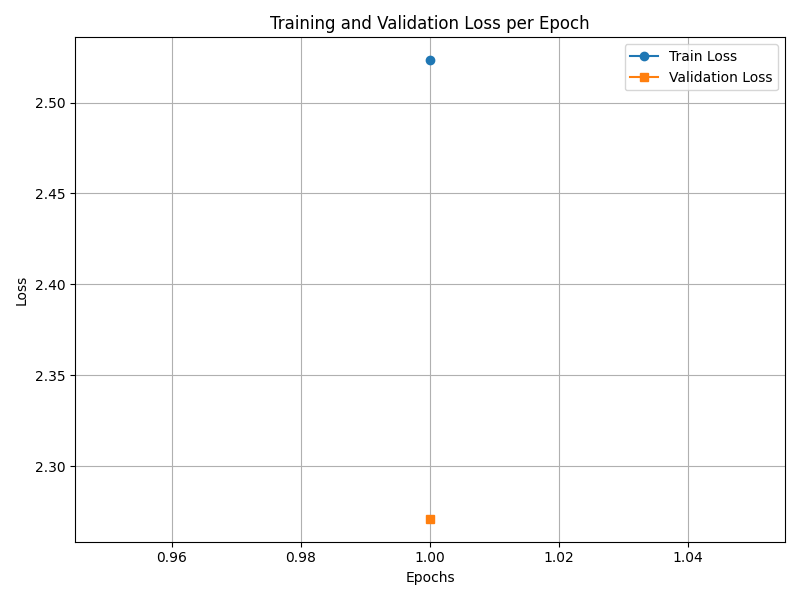 Training and Validation Loss per Epoch
Train Loss
Validation Loss
2.50
2.45
2.40
2.35
2.30
Loss
0.96
0.98
1.00
1.02
1.04
Epochs